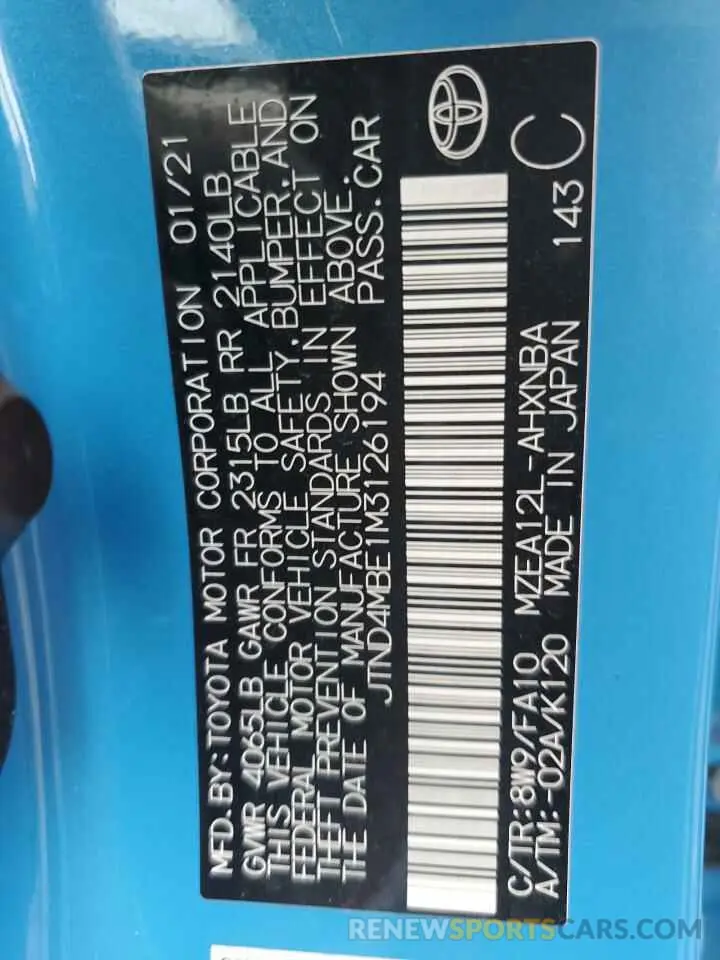 MFD. BY: TOYOTA MOTOR CORPORATION 01/21
GVWR 4065LB GAWR FR 2315LB RR 2140LB
THIS VEHICLE CONFORMS TO ALL APPLICABLE
FEDERAL MOTOR VEHICLE SAFETY, BUMPER, AND
THEFT PREVENTION STANDARDS IN EFFECT ON
THE DATE OF MANUFACTURE SHOWN ABOVE.
JTND4MBE1M3126194 PASS. CAR
C/TR: 8W9/FA10 MZEA12L-AHXNBA
A/TM: -02A/K120 MADE IN JAPAN 143 C
RENEWSPORTSCARS.COM